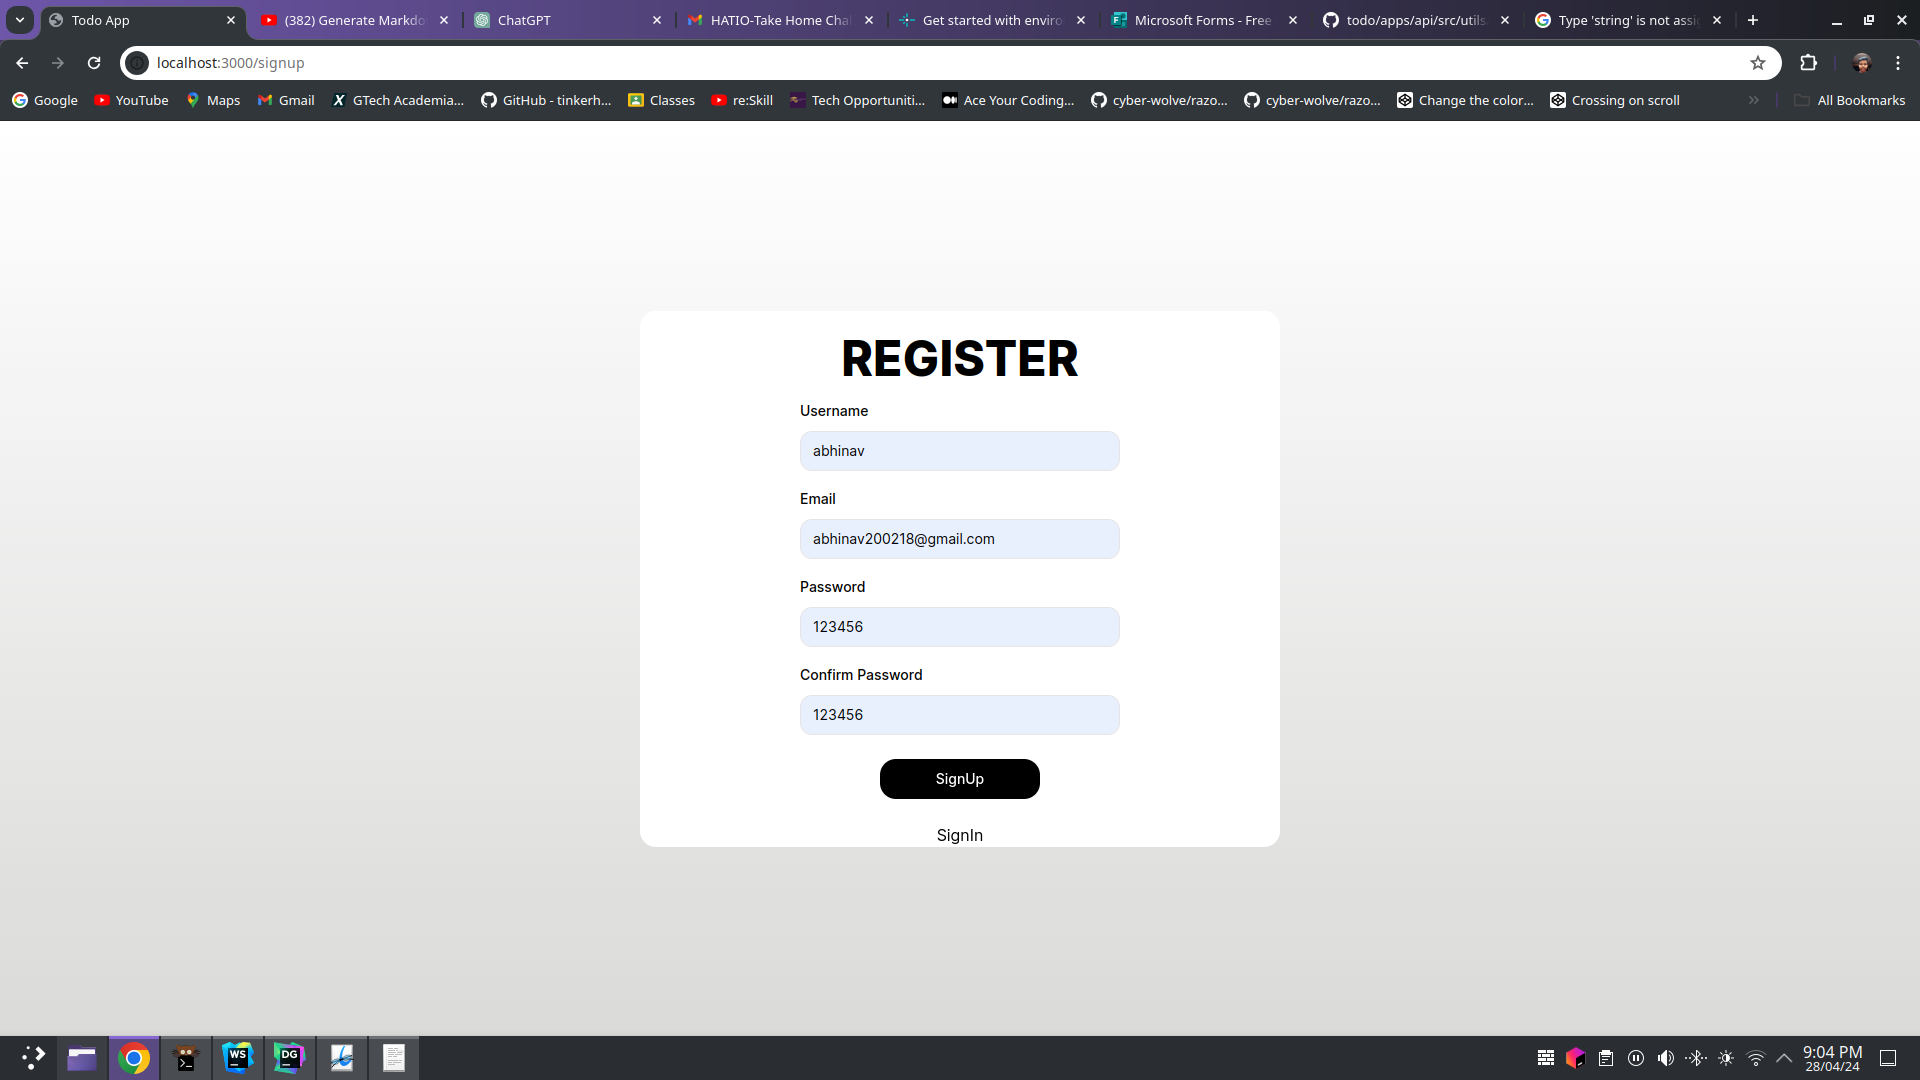 Todo App
(382) Generate Markdo
ChatGPT
HATIO-Take Home Cha
Get started with enviro
Microsoft Forms - Free
todo/apps/api/src/utils
Type 'string' is not assi
localhost:3000/signup
Google
YouTube
Maps
Gmail
GTech Academia...
GitHub - tinkerh...
Classes
re:Skill
Tech Opportuniti...
Ace Your Coding...
cyber-wolve/razo...
cyber-wolve/razo...
Change the color...
Crossing on scroll
All Bookmarks
REGISTER
Username
abhinav
Email
abhinav200218@gmail.com
Password
123456
Confirm Password
123456
SignUp
SignIn
WS
DG
9:04 PM
28/04/24